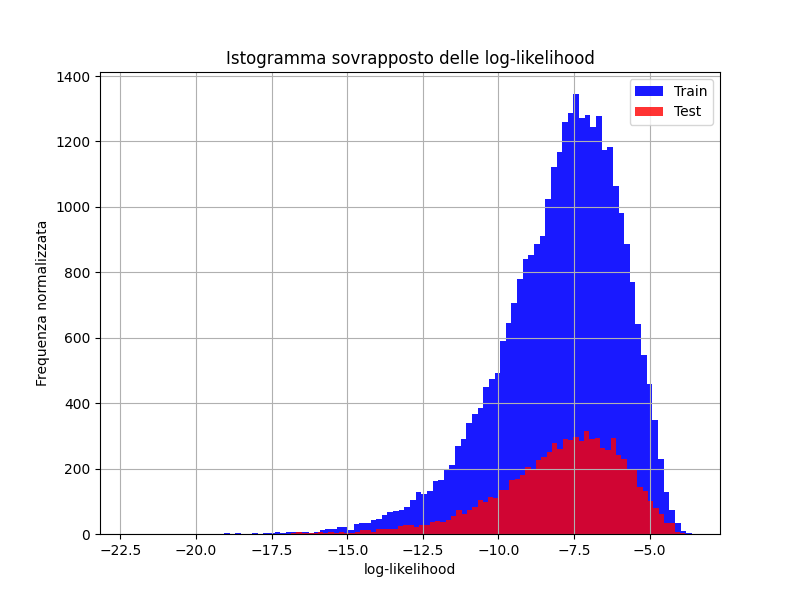 Istogramma sovrapposto delle log-likelihood
Train
Test
Frequenza normalizzata
1400
1200
1000
800
600
400
200
0
−22.5 −20.0 −17.5 −15.0 −12.5 −10.0 −7.5 −5.0
log-likelihood